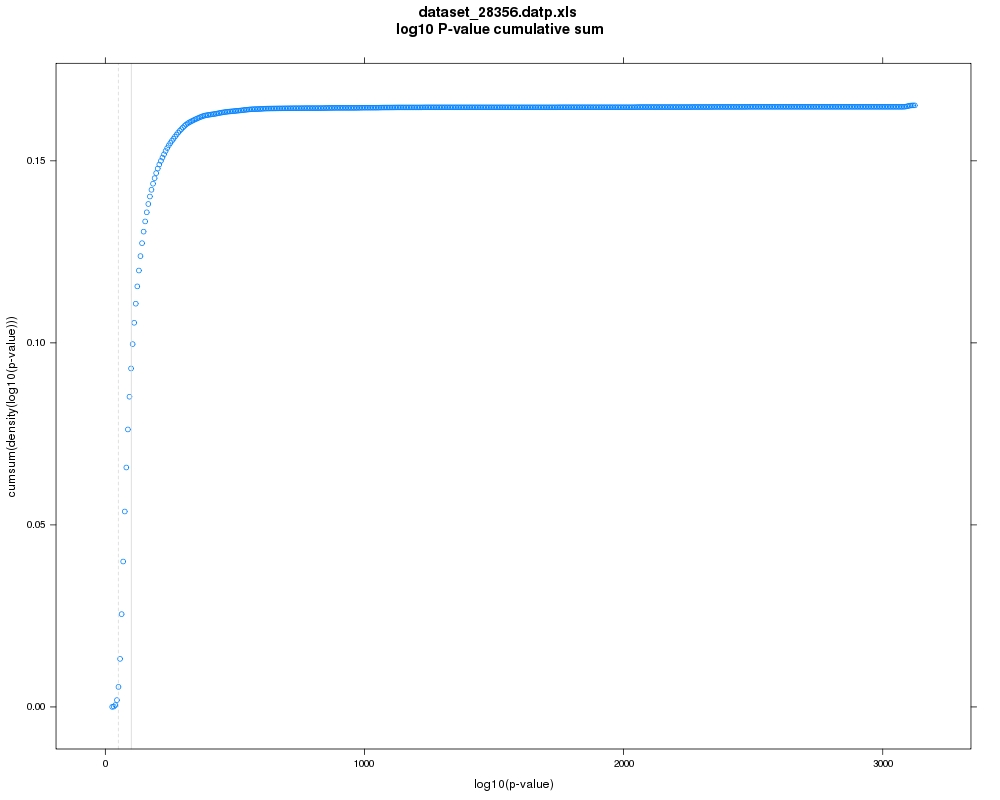 dataset_28356.datp.xls
log10 P-value cumulative sum
0.15
0.10
0.05
0.00
cumsum(density(log10(p-value)))
0
1000
2000
3000
log10(p-value)